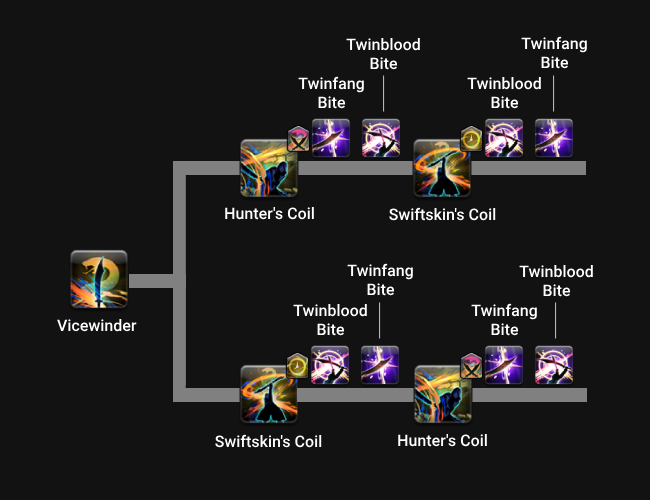 Twinblood
Bite
Twinfang
Bite
Twinfang
Bite
Twinblood
Bite
Hunter's Coil
Swiftskin's Coil
Vicewinder
Twinfang
Bite
Twinblood
Bite
Twinblood
Bite
Twinfang
Bite
Swiftskin's Coil
Hunter's Coil